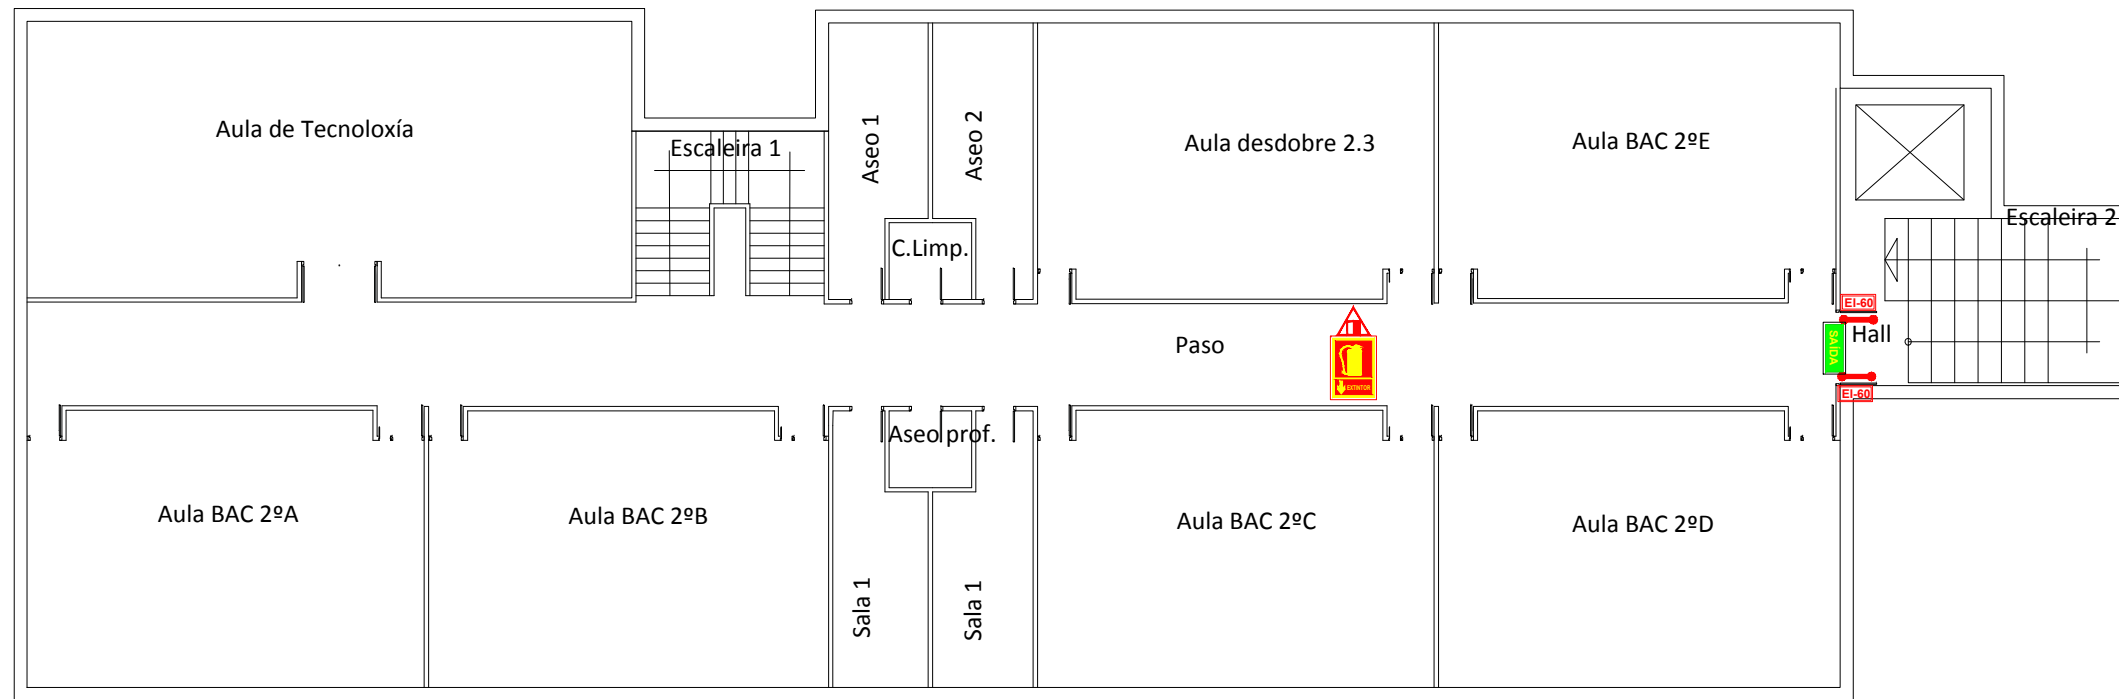 Aula de Tecnoloxía
Escaleira 1
Aseo 1
Aseo 2
Aula desdobre 2.3
Aula BAC 2ºE
Escaleira 2
C.Limp.
EI-60
Paso
SAÍDA
Hall
EXTINTOR
EI-60
Aseo prof.
Aula BAC 2ºA
Aula BAC 2ºB
Aula BAC 2ºC
Aula BAC 2ºD
Sala 1
Sala 1